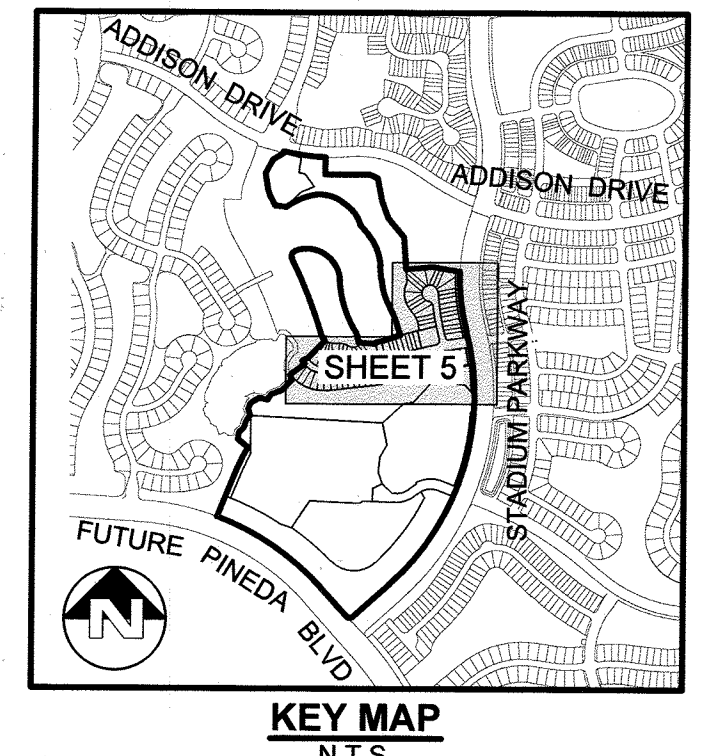 ADDISON DRIVE
ADDISON DRIVE
STADIUM PARKWAY
SHEET 5
FUTURE PINEDA BLVD
N
KEY MAP
N.T.S.